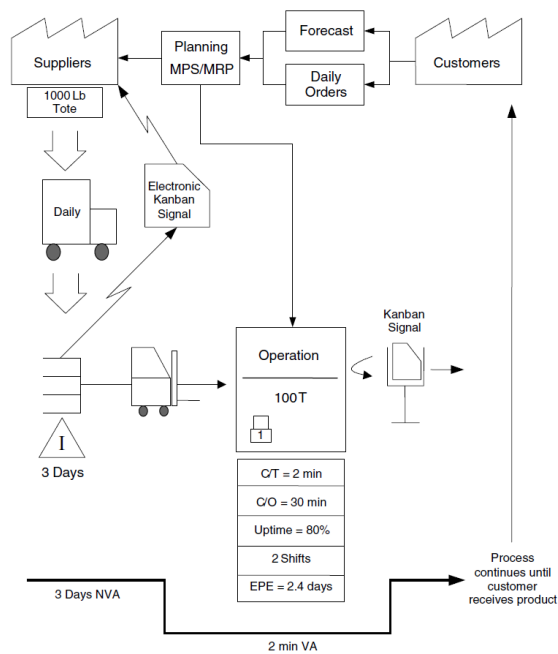 Suppliers
1000 Lb
Tote
Planning
MPS/MRP
Forecast
Daily
Orders
Customers
Daily
Electronic
Kanban
Signal
Kanban
Signal
Operation
100T
1
I
3 Days
C/T = 2 min
C/O = 30 min
Uptime = 80%
2 Shifts
EPE = 2.4 days
3 Days NVA
2 min VA
Process
continues until
customer
receives product